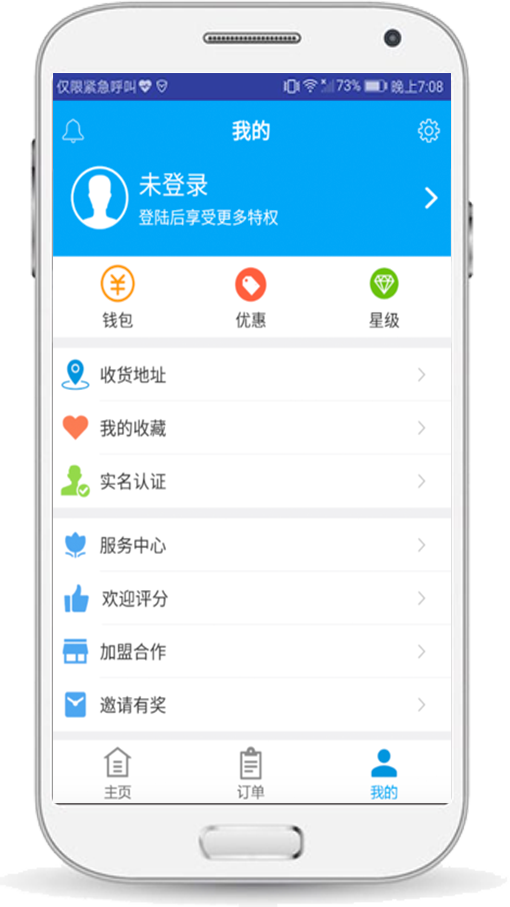 仅限紧急呼叫 73% 晚上7:08
我的
未登录
登陆后享受更多特权
钱包 优惠 星级
收货地址
我的收藏
实名认证
服务中心
欢迎评分
加盟合作
邀请有奖
主页 订单 我的